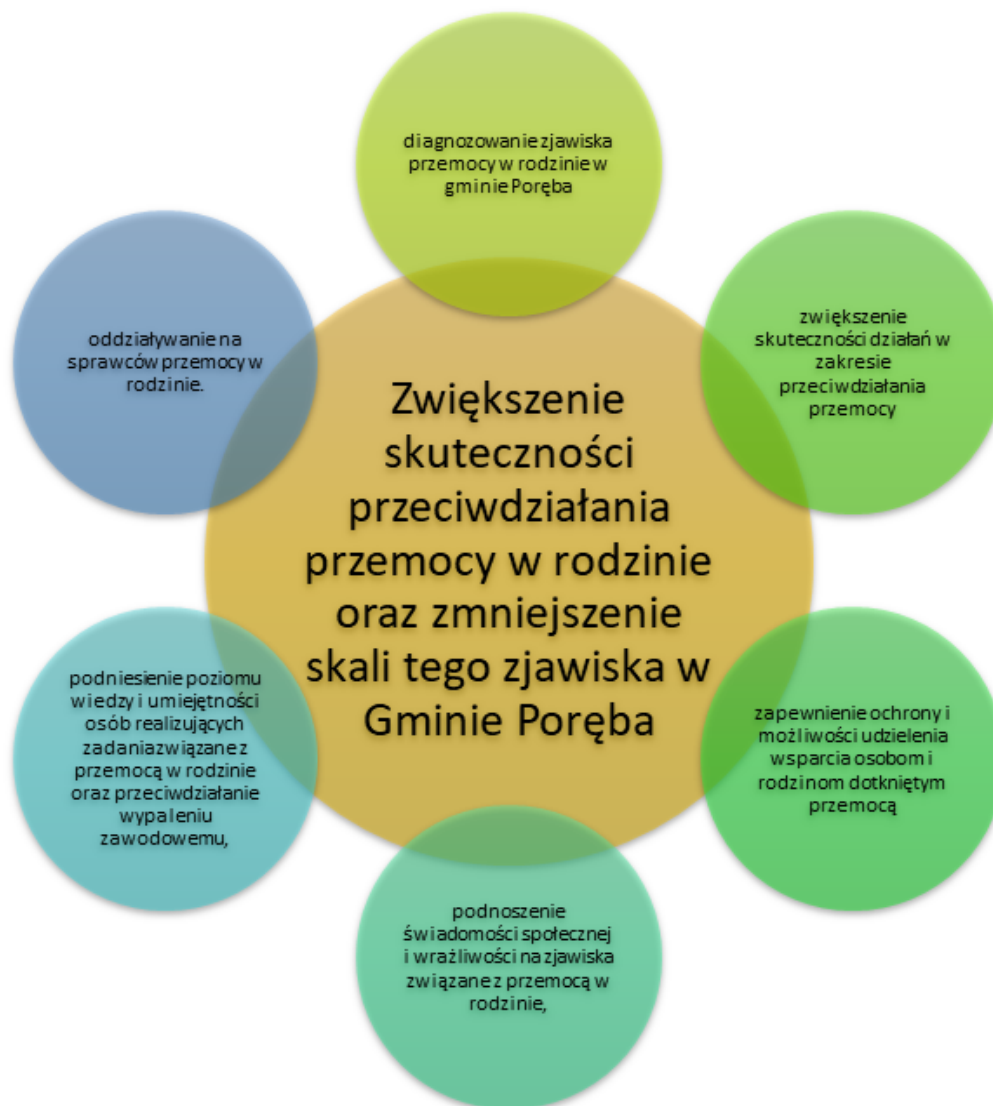 diagnozowanie zjawiska
przemocy w rodzinie w
gminie Poręba
zwiększenie
skuteczności działań w
zakresie
przeciwdziałania
przemocy
zapewnienie ochrony i
możliwości udzielenia
wsparcia osobom i
rodzinom dotkniętym
przemocą
podnoszenie
świadomości społecznej
i wrażliwości na zjawiska
związane z przemocą w
rodzinie,
podniesienie poziomu
wiedzy i umiejętności
osób realizujących
zadania związane z
przemocą w rodzinie
oraz przeciwdziałanie
wypaleniu
zawodowemu,
oddziaływanie na
sprawców przemocy w
rodzinie.
Zwiększenie
skuteczności
przeciwdziałania
przemocy w rodzinie
oraz zmniejszenie
skali tego zjawiska w
Gminie Poręba